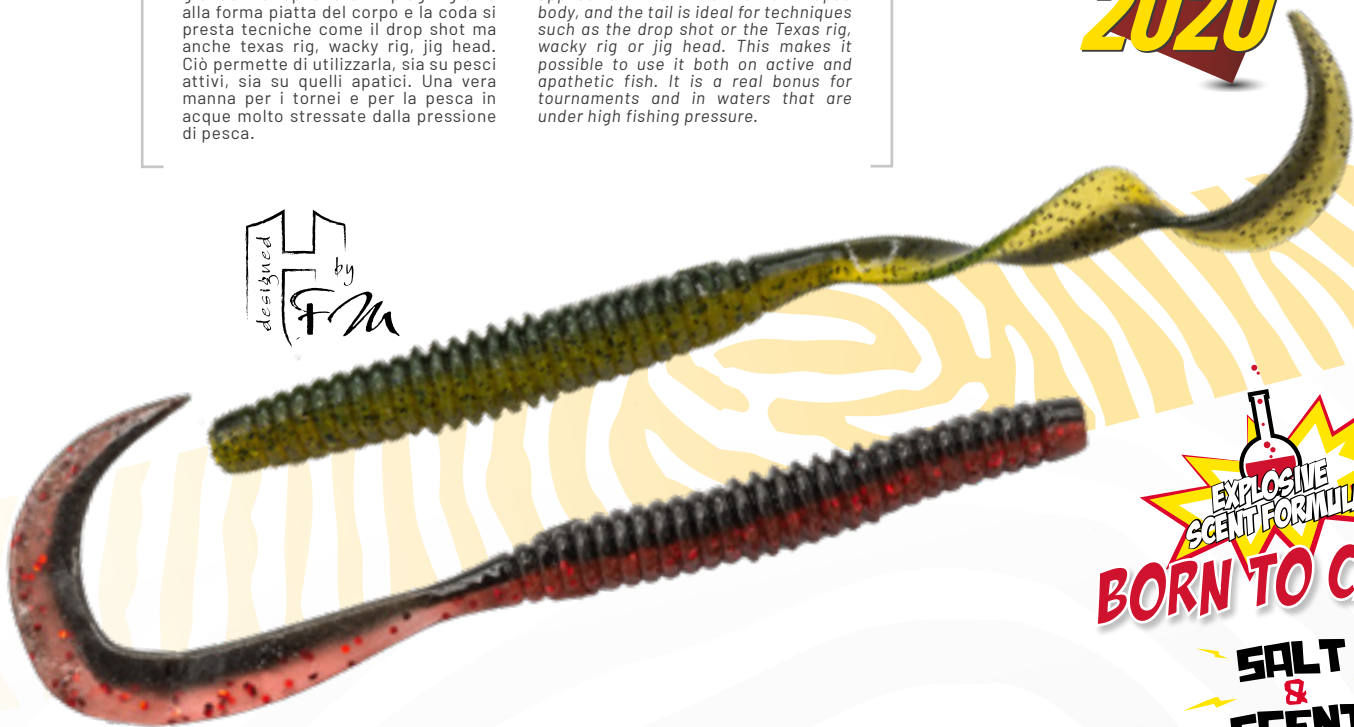 alla forma piatta del corpo e la coda si
presta tecniche come il drop shot ma
anche texas rig, wacky rig, jig head.
Ciò permette di utilizzarla, sia su pesci
attivi, sia su quelli apatici. Una vera
manna per i tornei e per la pesca in
acque molto stressate dalla pressione
di pesca.
body, and the tail is ideal for techniques
such as the drop shot or the Texas rig,
wacky rig or jig head. This makes it
possible to use it both on active and
apathetic fish. It is a real bonus for
tournaments and in waters that are
under high fishing pressure.
2020
designed
by
FM
EXPLOSIVE
SCENT FORMUL
BORN TO C
SALT
&
SCENT